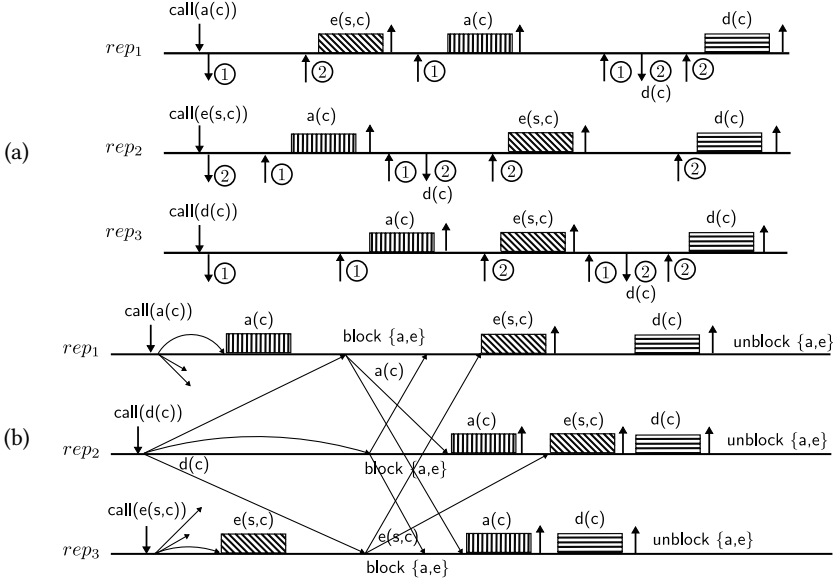 call(a(c)) e(s,c) a(c) d(c)
rep1
① ② ① ① ② ②
d(c)
call(e(s,c)) a(c) e(s,c) d(c)
(a) rep2
② ① ① ② ② ②
d(c)
call(d(c)) a(c) e(s,c) d(c)
rep3
① ① ② ① ② ②
d(c)
call(a(c)) a(c) block {a,e} e(s,c) d(c) unblock {a,e}
rep1
a(c)
call(d(c)) a(c) e(s,c) d(c) unblock {a,e}
(b) rep2
d(c) block {a,e}
call(e(s,c)) e(s,c) e(s,c) a(c) d(c) unblock {a,e}
rep3
block {a,e}